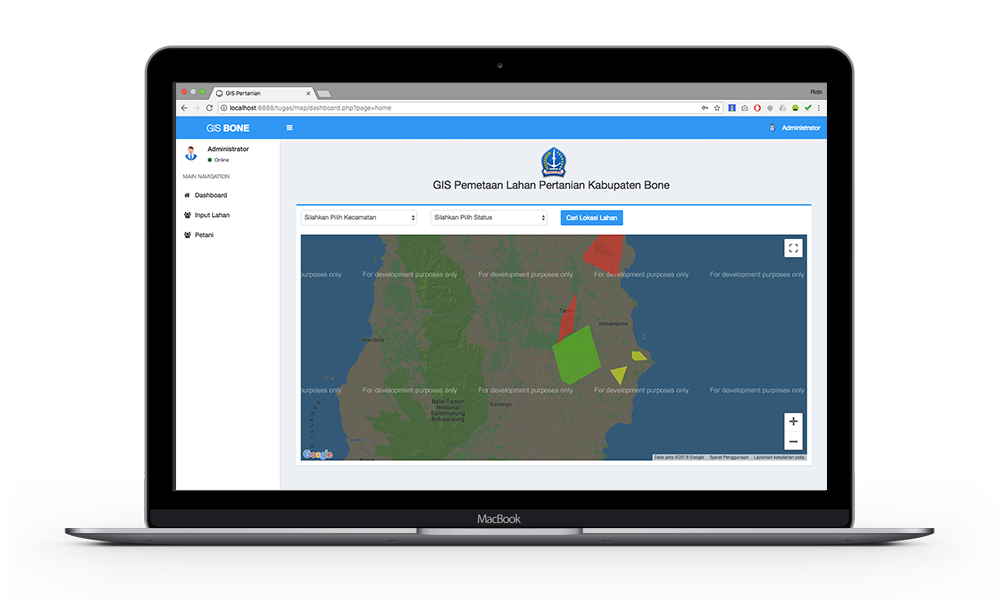 GIS Pertanian
Robi
localhost:8888/tugas/map/dashboard.php?page=home
GIS BONE
Administrator
Administrator
Online
MAIN NAVIGATION
Dashboard
Input Lahan
Petani
GIS Pemetaan Lahan Pertanian Kabupaten Bone
Silahkan Pilih Kecamatan
Silahkan Pilih Status
Cari Lokasi Lahan
purposes only
For development purposes only
For development purposes only
For development purposes only
For development purposes only
Watampone
Mandalle
purposes only
For development purposes only
For development purposes only
For development purposes only
For development purposes only
Balai Taman
Nasional
Bantimurung
Bulusaraung
Kanango
Google
Data peta ©2018 Google
Syarat Penggunaan
Laporkan kesalahan peta
MacBook